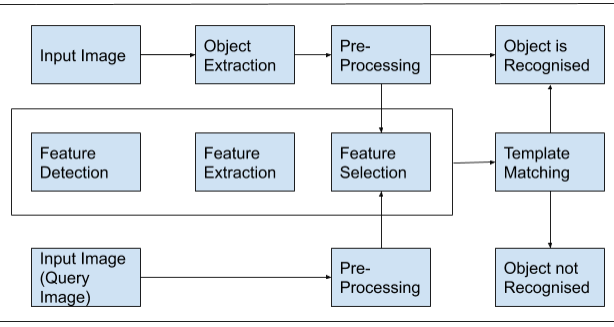 Input Image
Object
Extraction
Pre-
Processing
Object is
Recognised
Feature
Detection
Feature
Extraction
Feature
Selection
Template
Matching
Input Image
(Query
Image)
Pre-
Processing
Object not
Recognised